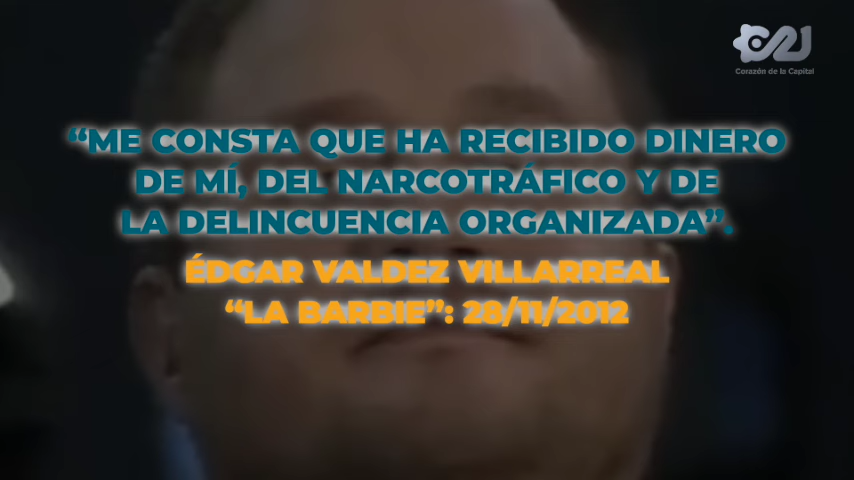 Corazón de la Capital
“ME CONSTA QUE HA RECIBIDO DINERO
DE MÍ, DEL NARCOTRÁFICO Y DE
LA DELINCUENCIA ORGANIZADA”.
ÉDGAR VALDEZ VILLARREAL
“LA BARBIE”: 28/11/2012